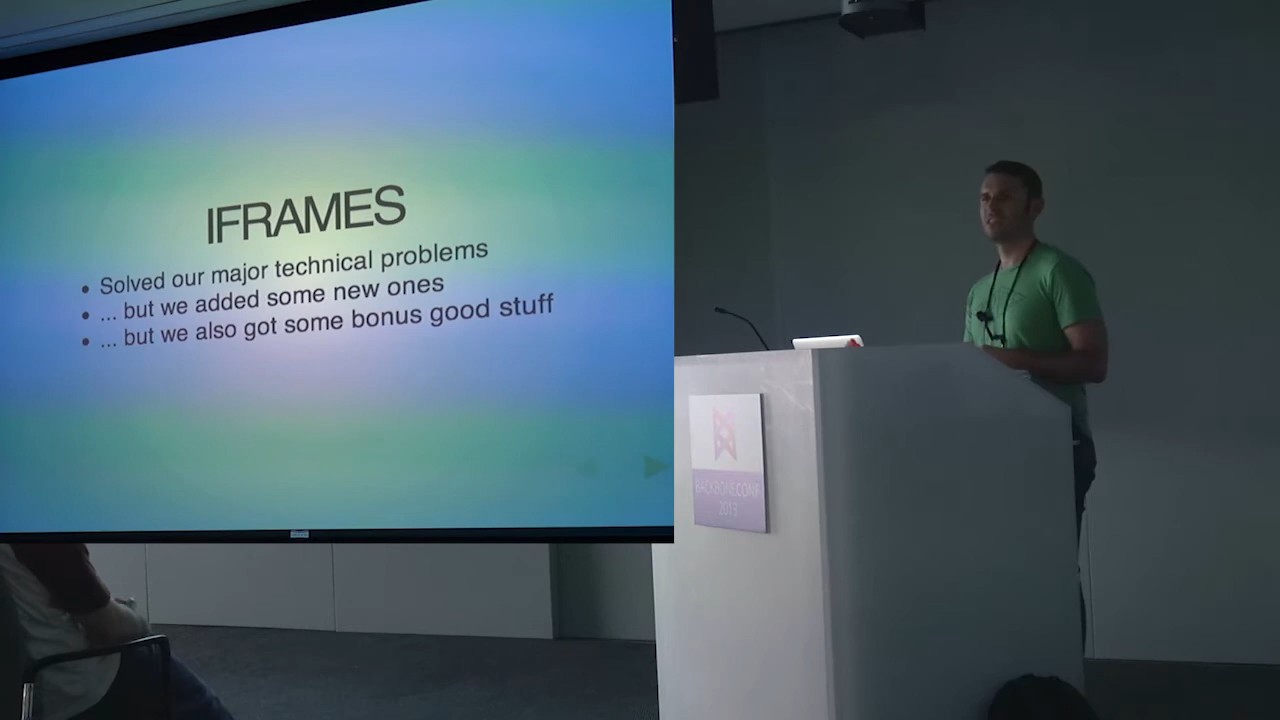 IFRAMES
• Solved our major technical problems
• ... but we added some new ones
• ... but we also got some bonus good stuff
BACKBONECONF
2013